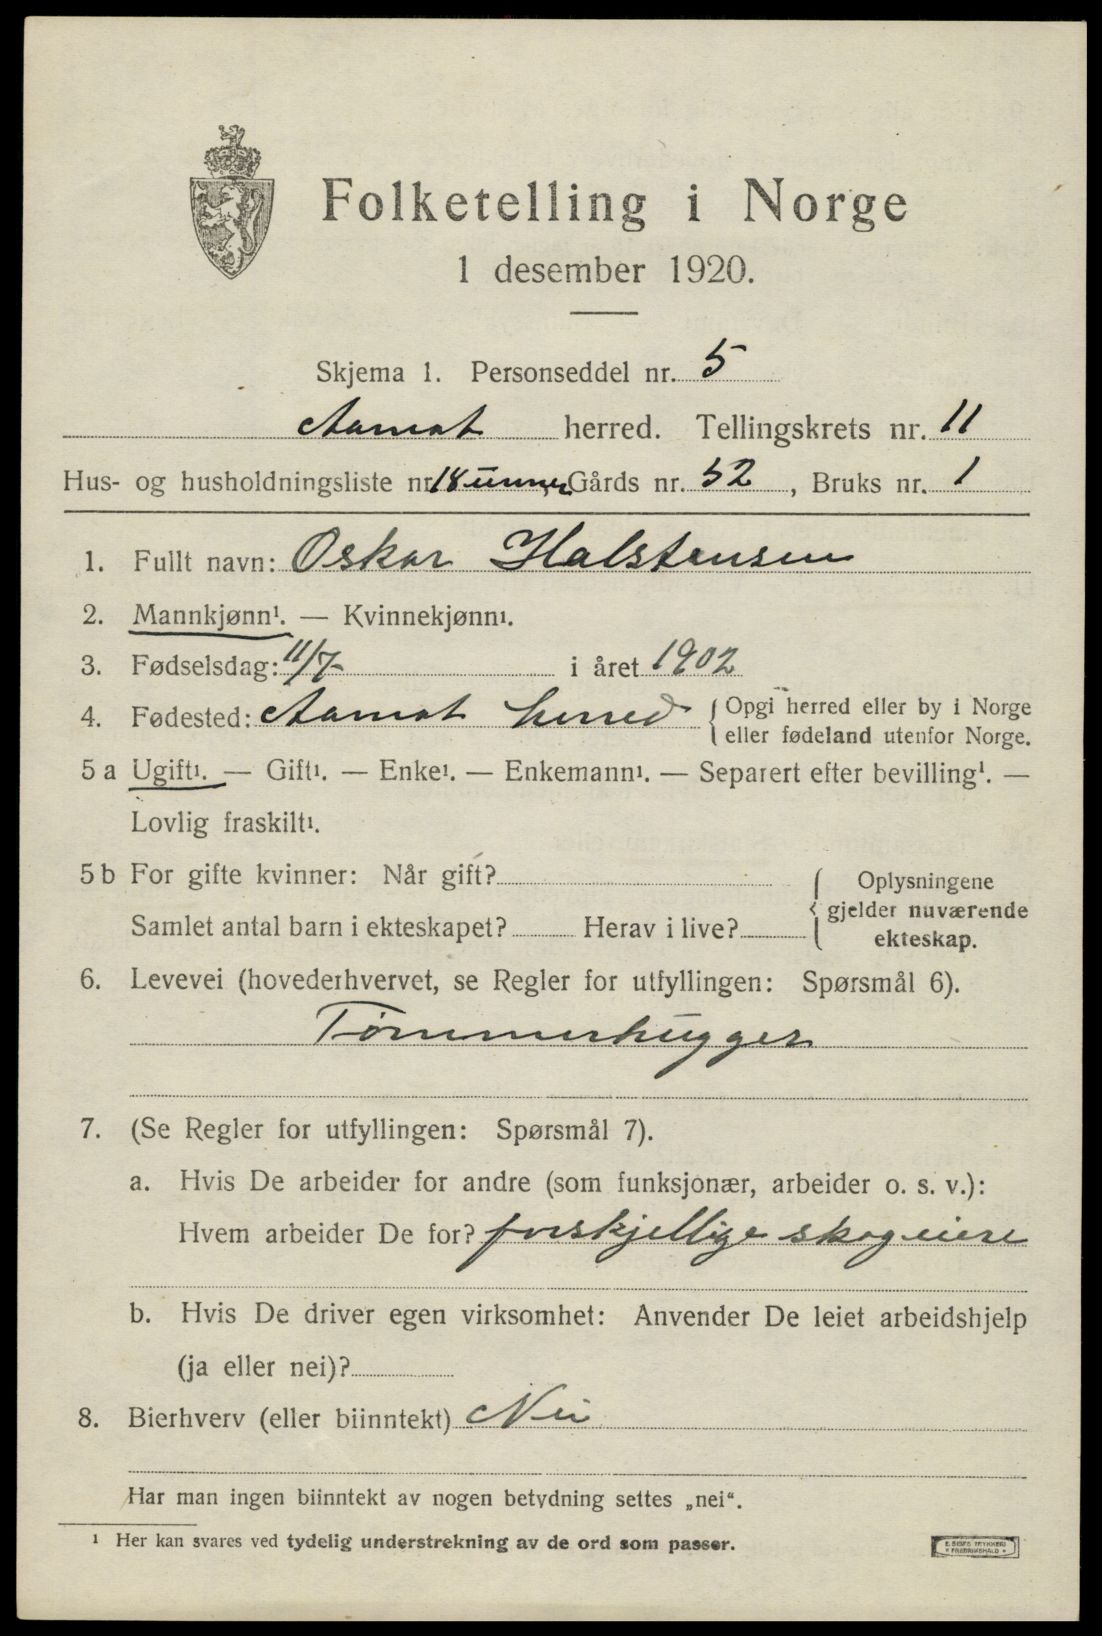 Folketelling i Norge
1 desember 1920.
Skjema 1. Personseddel nr. 5
Aamot herred. Tellingskrets nr. 11
Hus- og husholdningsliste nr. 18 Gårds nr. 52, Bruks nr. 1
1. Fullt navn: Oskar Halstensen
2. Mannkjønn¹. — Kvinnekjønn¹.
3. Fødselsdag: 11/7 i året 1902
4. Fødested: Aamot herred { Opgi herred eller by i Norge
eller fødeland utenfor Norge.
5 a Ugift¹. — Gift¹. — Enke¹. — Enkemann¹. — Separert efter bevilling¹. —
Lovlig fraskilt¹.
5 b For gifte kvinner: Når gift?
Samlet antal barn i ekteskapet? Herav i live?
{ Oplysningene
gjelder nuværende
ekteskap.
6. Levevei (hovederhvervet, se Regler for utfyllingen: Spørsmål 6).
Tømmerhugger
7. (Se Regler for utfyllingen: Spørsmål 7).
a. Hvis De arbeider for andre (som funksjonær, arbeider o. s. v.):
Hvem arbeider De for? forskjellige skogeiere
b. Hvis De driver egen virksomhet: Anvender De leiet arbeidshjelp
(ja eller nei)?
8. Bierhverv (eller biinntekt) Nei
Har man ingen biinntekt av nogen betydning settes „nei“.
¹ Her kan svares ved tydelig understrekning av de ord som passer.
E. SEM'S TRYKKERI
FREDRIKSHALD